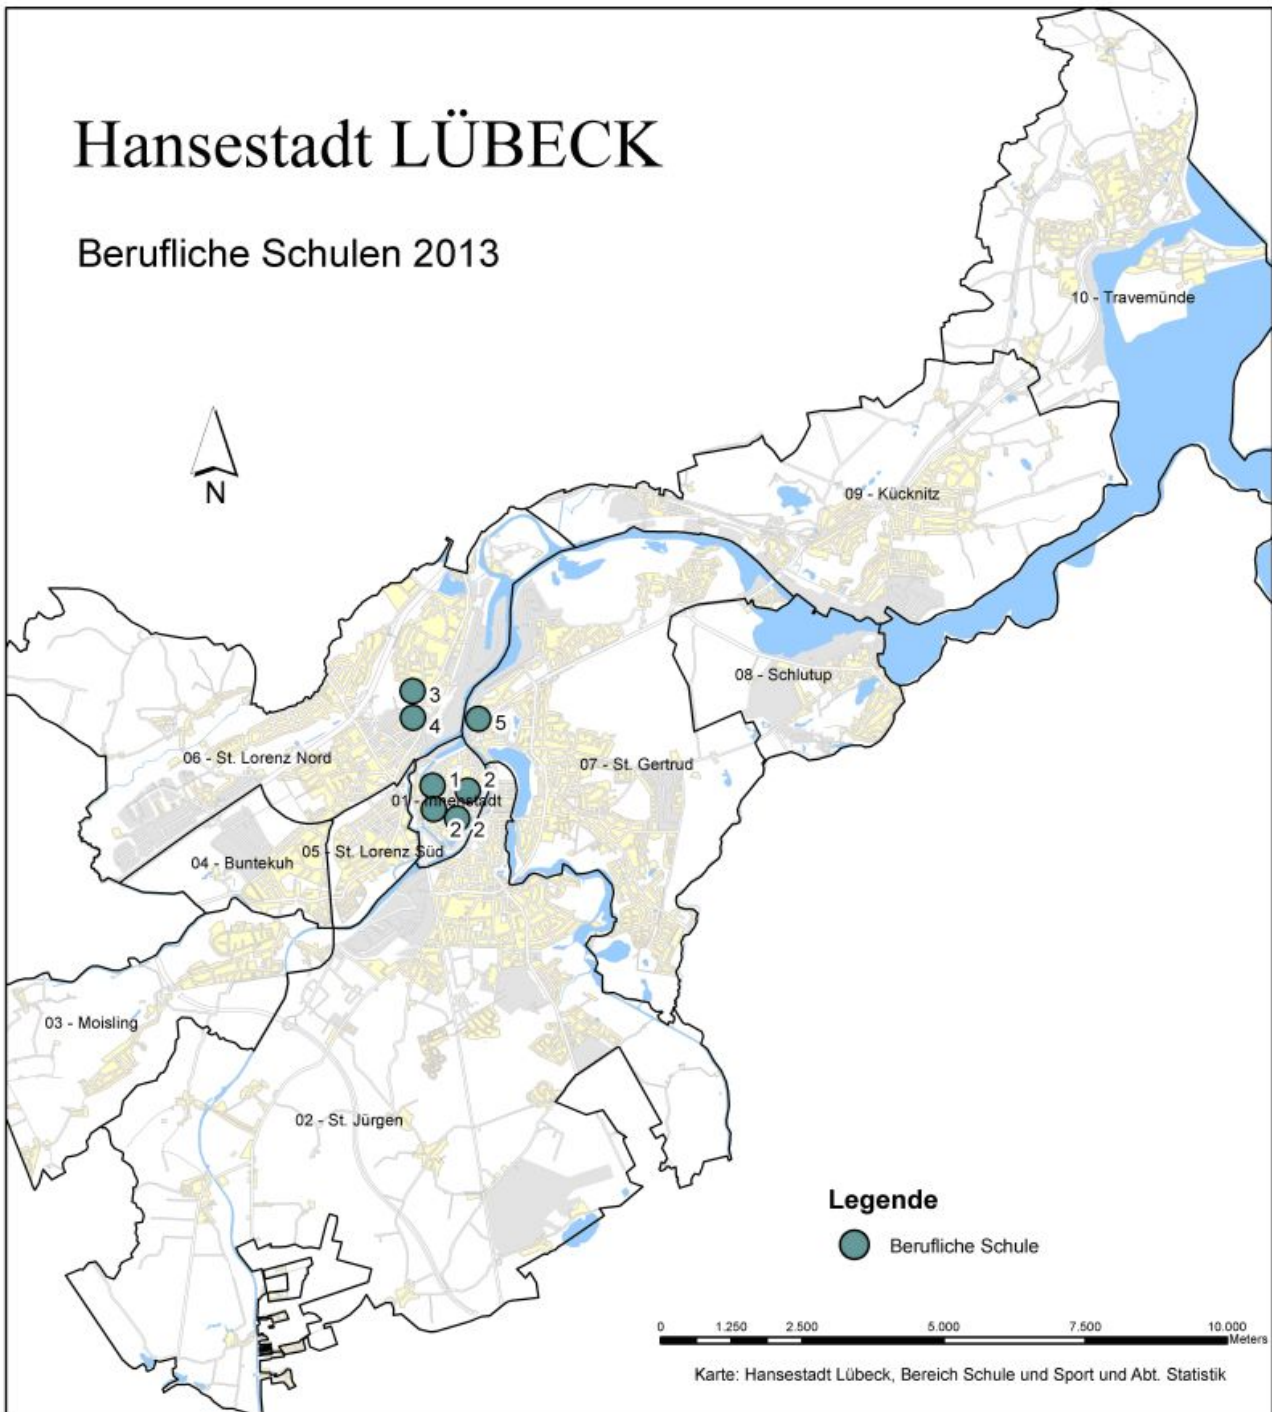 Hansestadt LÜBECK
Berufliche Schulen 2013
10 - Travemünde
N
09 - Kücknitz
08 - Schlutup
3
4
5
06 - St. Lorenz Nord
07 - St. Gertrud
1
2
01 - Innenstadt
2
2
05 - St. Lorenz Süd
04 - Buntekuh
03 - Moisling
02 - St. Jürgen
Legende
Berufliche Schule
0 1.250 2.500 5.000 7.500 10.000
Meters
Karte: Hansestadt Lübeck, Bereich Schule und Sport und Abt. Statistik